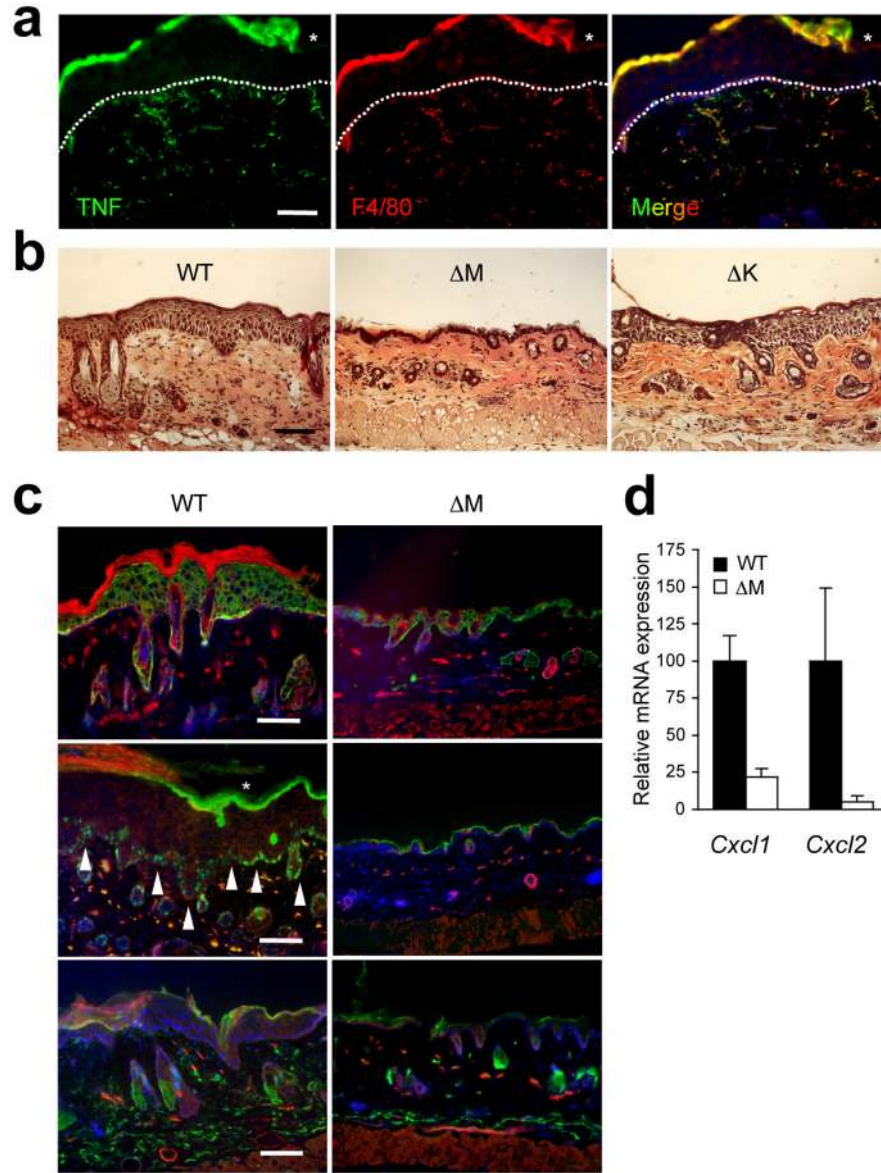 a
*
*
TNF
F4/80
Merge
b
WT
ΔM
ΔK
c
WT
ΔM
*
d
Relative mRNA expression
175
150
125
100
75
50
25
0
WT
ΔM
Cxcl1
Cxcl2